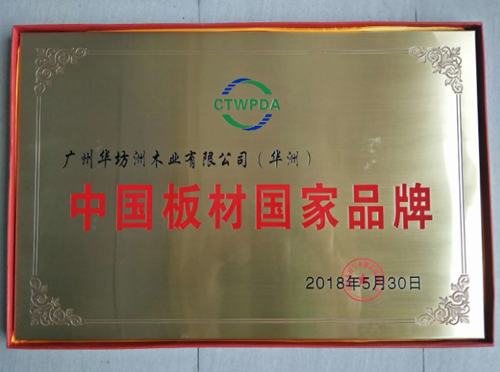 CTWPDA
广州华坊洲木业有限公司（华洲）
中国板材国家品牌
2018年5月30日